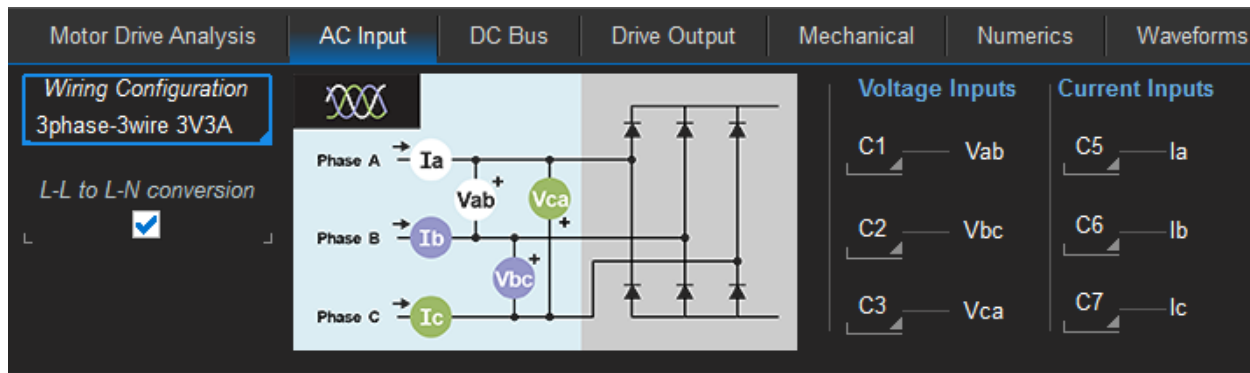 Motor Drive Analysis
AC Input
DC Bus
Drive Output
Mechanical
Numerics
Waveforms
Wiring Configuration
3phase-3wire 3V3A
L-L to L-N conversion
Phase A
Ia
Vab
+
Vca
+
Phase B
Ib
Vbc
+
Phase C
Ic
Voltage Inputs
C1 Vab
C2 Vbc
C3 Vca
Current Inputs
C5 Ia
C6 Ib
C7 Ic